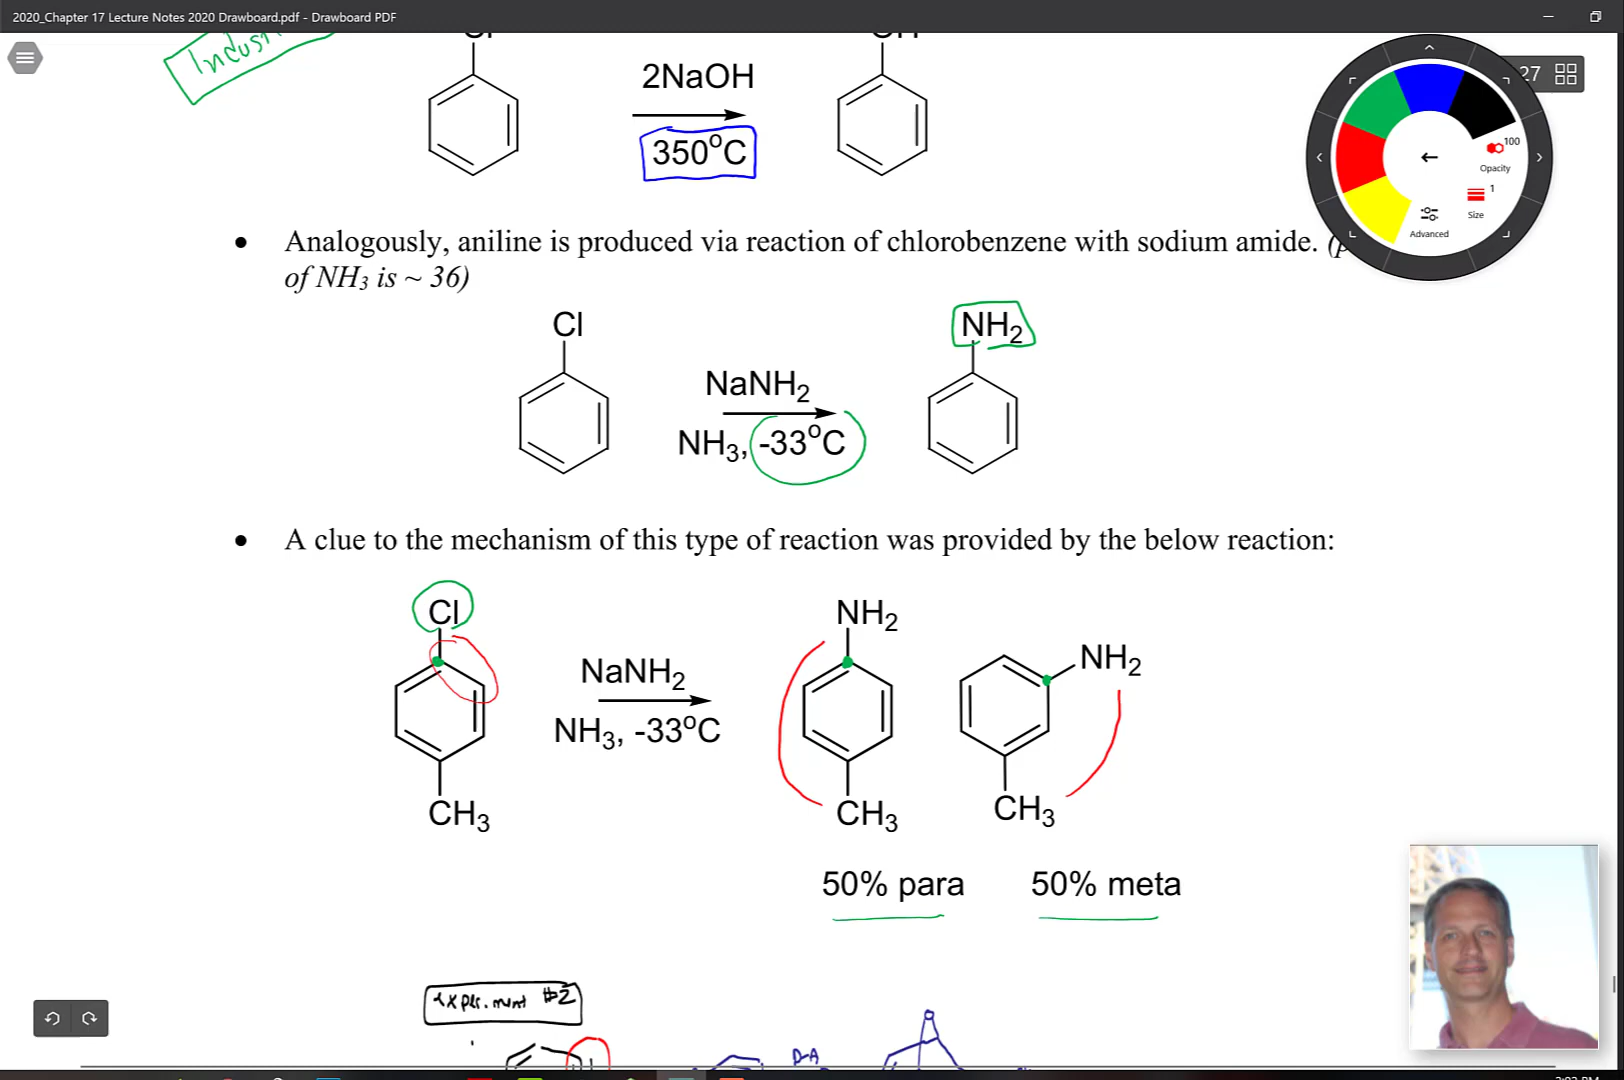 2020_Chapter 17 Lecture Notes 2020 Drawboard.pdf - Drawboard PDF
27
100
Opacity
1
Size
Advanced
2NaOH
350°C
• Analogously, aniline is produced via reaction of chlorobenzene with sodium amide. (p
of NH₃ is ~ 36)
Cl
NH₂
NaNH₂
NH₃, -33°C
• A clue to the mechanism of this type of reaction was provided by the below reaction:
Cl
NH₂
NH₂
NaNH₂
NH₃, -33°C
CH₃
CH₃
CH₃
50% para
50% meta
#2
D-A